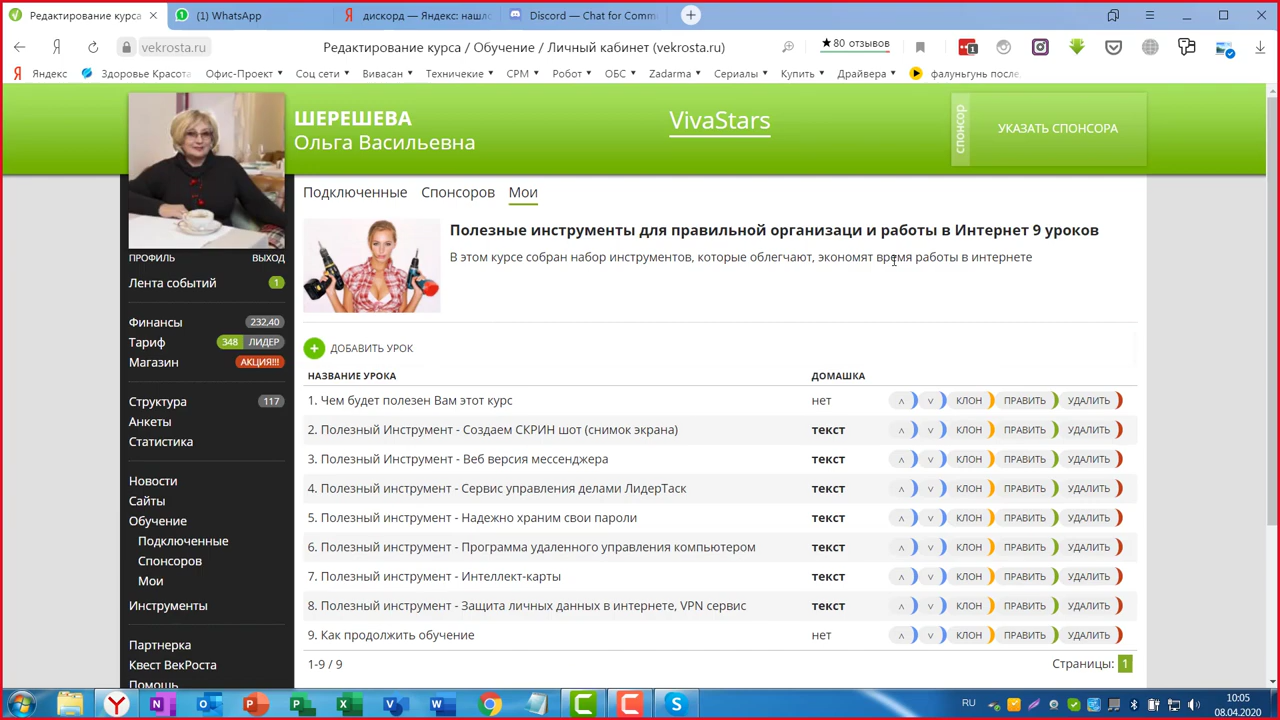 Редактирование курса
(1) WhatsApp
дискорд — Яндекс: нашло
Discord — Chat for Comm
vekrosta.ru
Редактирование курса / Обучение / Личный кабинет (vekrosta.ru)
★80 отзывов
1
Яндекс
Здоровье Красота
Офис-Проект
Соц сети
Вивасан
Техничекие
СРМ
Робот
ОБС
Zadarma
Сериалы
Купить
Драйвера
фалуньгунь после
ШЕРЕШЕВА
Ольга Васильевна
VivaStars
спонсор
УКАЗАТЬ СПОНСОРА
ПРОФИЛЬ
ВЫХОД
Лента событий 1
Финансы 232,40
Тариф 348 ЛИДЕР
Магазин АКЦИЯ!!!
Структура 117
Анкеты
Статистика
Новости
Сайты
Обучение
Подключенные
Спонсоров
Мои
Инструменты
Партнерка
Квест ВекРоста
Помощь
Подключенные Спонсоров Мои
Полезные инструменты для правильной организаци и работы в Интернет 9 уроков
В этом курсе собран набор инструментов, которые облегчают, экономят время работы в интернете
+ ДОБАВИТЬ УРОК
НАЗВАНИЕ УРОКА ДОМАШКА
1. Чем будет полезен Вам этот курс нет ^ v КЛОН ПРАВИТЬ УДАЛИТЬ
2. Полезный Инструмент - Создаем СКРИН шот (снимок экрана) текст ^ v КЛОН ПРАВИТЬ УДАЛИТЬ
3. Полезный Инструмент - Веб версия мессенджера текст ^ v КЛОН ПРАВИТЬ УДАЛИТЬ
4. Полезный инструмент - Сервис управления делами ЛидерТаск текст ^ v КЛОН ПРАВИТЬ УДАЛИТЬ
5. Полезный инструмент - Надежно храним свои пароли текст ^ v КЛОН ПРАВИТЬ УДАЛИТЬ
6. Полезный инструмент - Программа удаленного управления компьютером текст ^ v КЛОН ПРАВИТЬ УДАЛИТЬ
7. Полезный инструмент - Интеллект-карты текст ^ v КЛОН ПРАВИТЬ УДАЛИТЬ
8. Полезный инструмент - Защита личных данных в интернете, VPN сервис текст ^ v КЛОН ПРАВИТЬ УДАЛИТЬ
9. Как продолжить обучение нет ^ v КЛОН ПРАВИТЬ УДАЛИТЬ
1-9 / 9
Страницы: 1
RU
10:05
08.04.2020